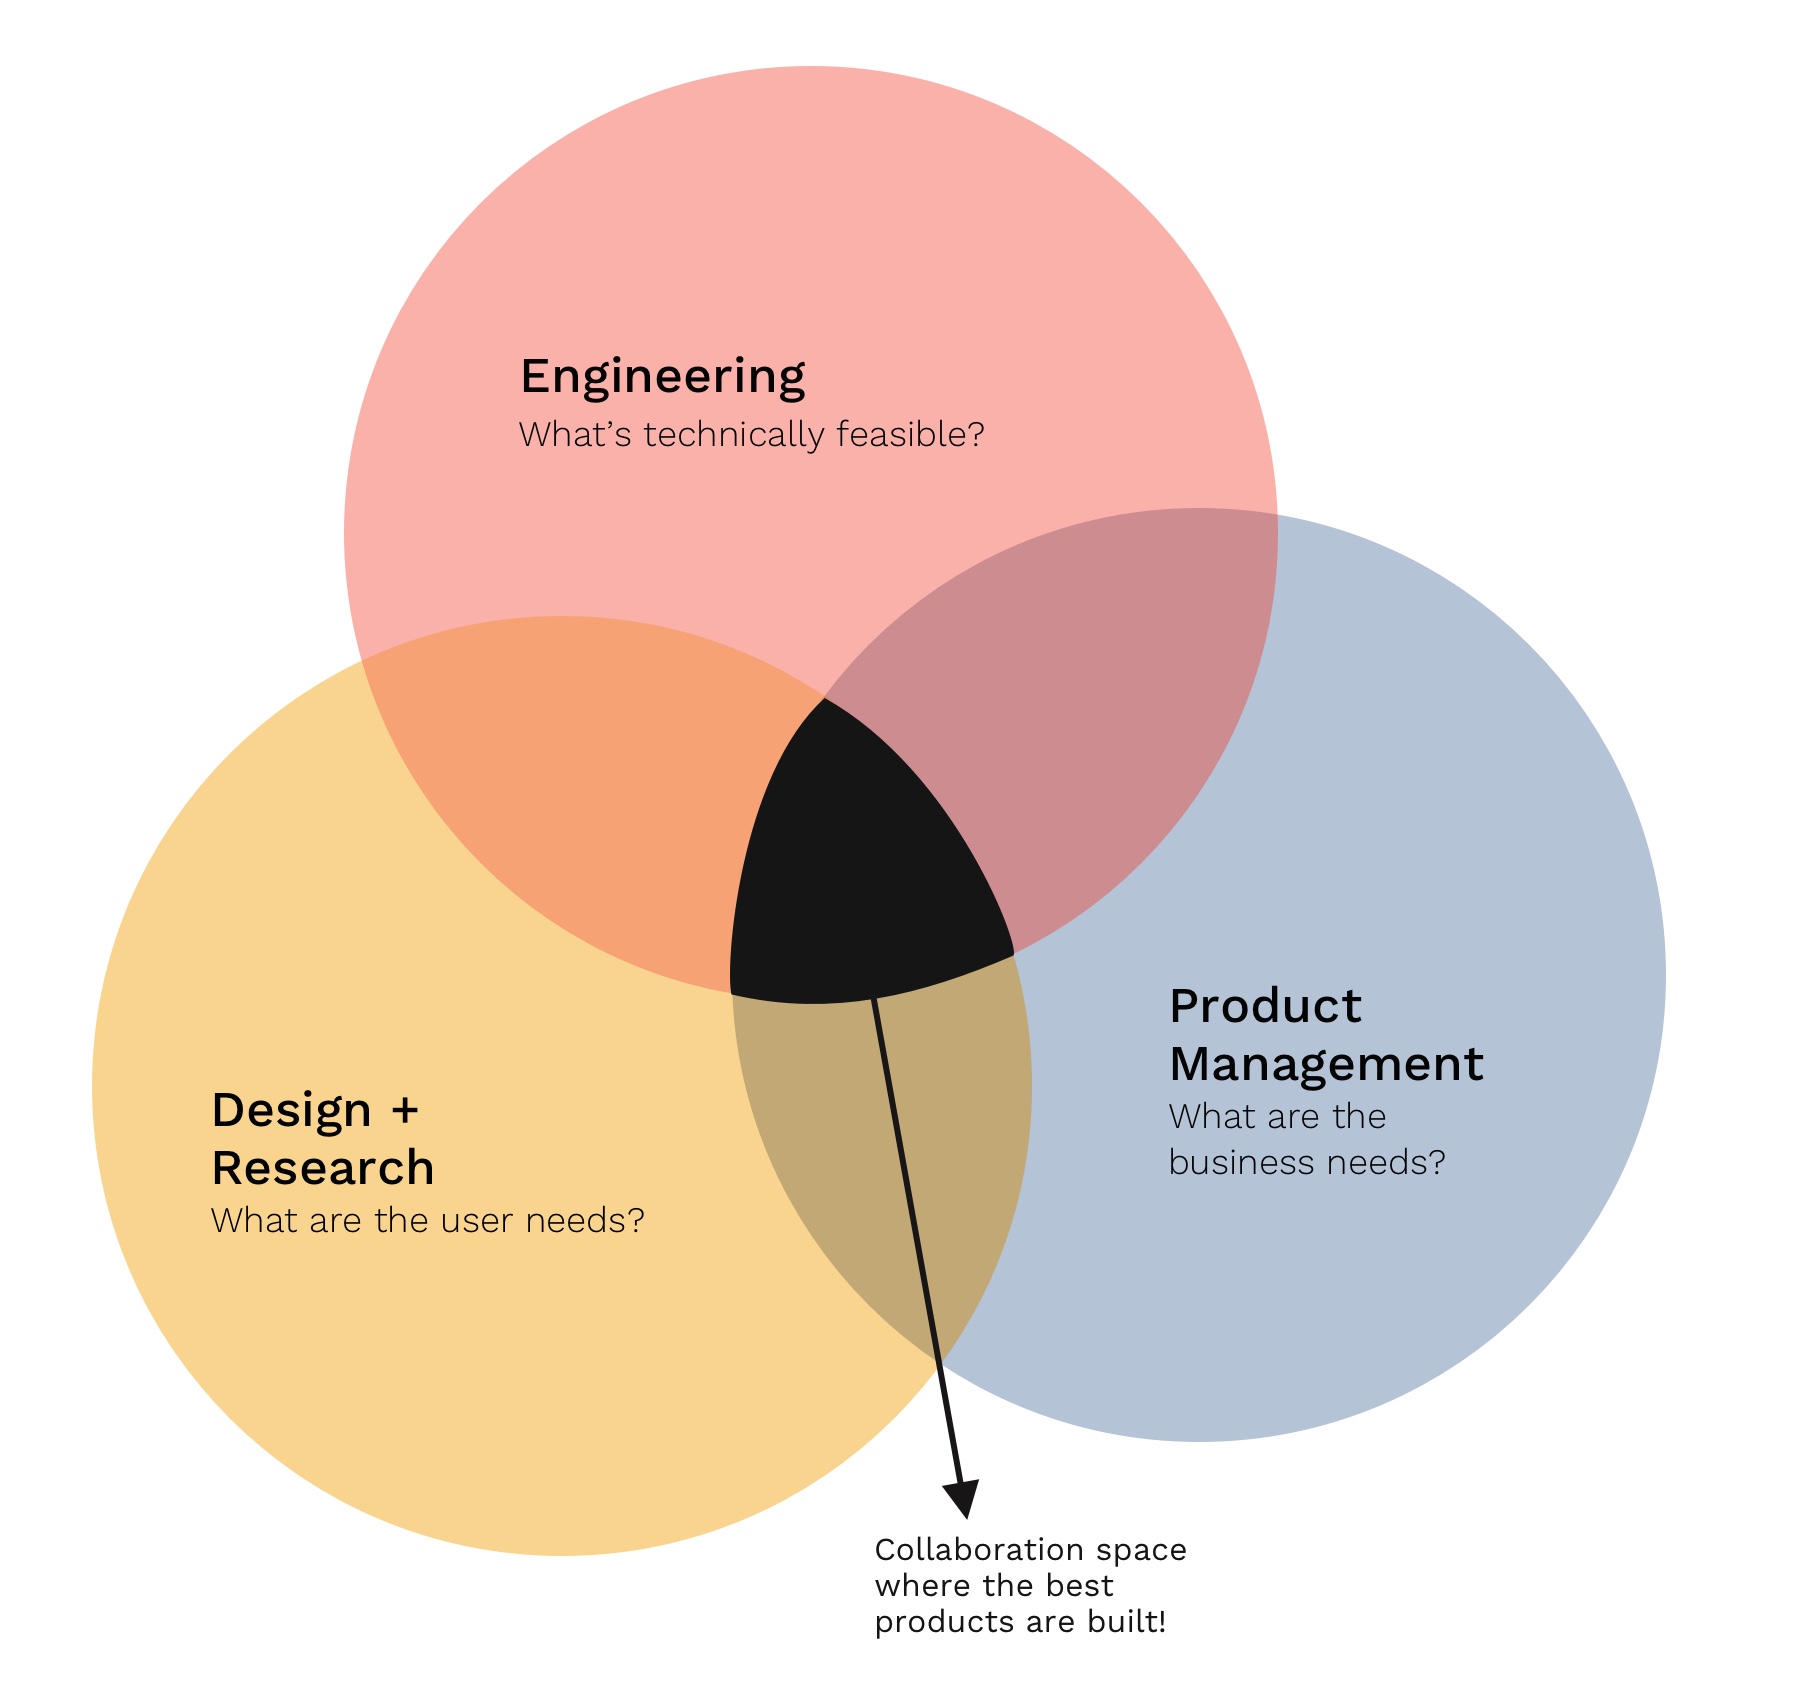 Engineering
What’s technically feasible?
Product
Management
What are the
business needs?
Design +
Research
What are the user needs?
Collaboration space
where the best
products are built!